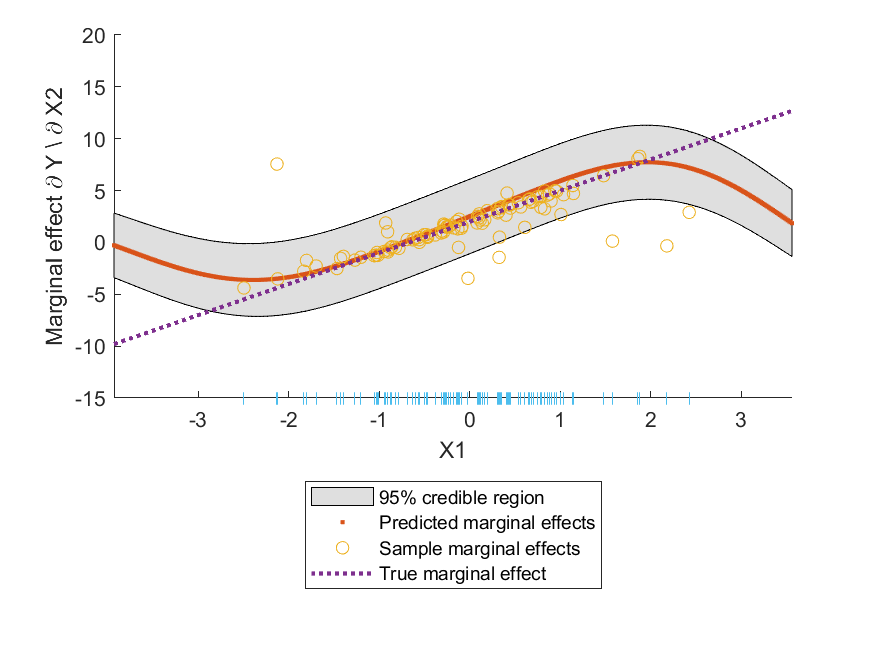 20
15
10
5
0
-5
-10
-15
Marginal effect ∂ Y \ ∂ X2
-3
-2
-1
0
1
2
3
X1
95% credible region
Predicted marginal effects
Sample marginal effects
True marginal effect